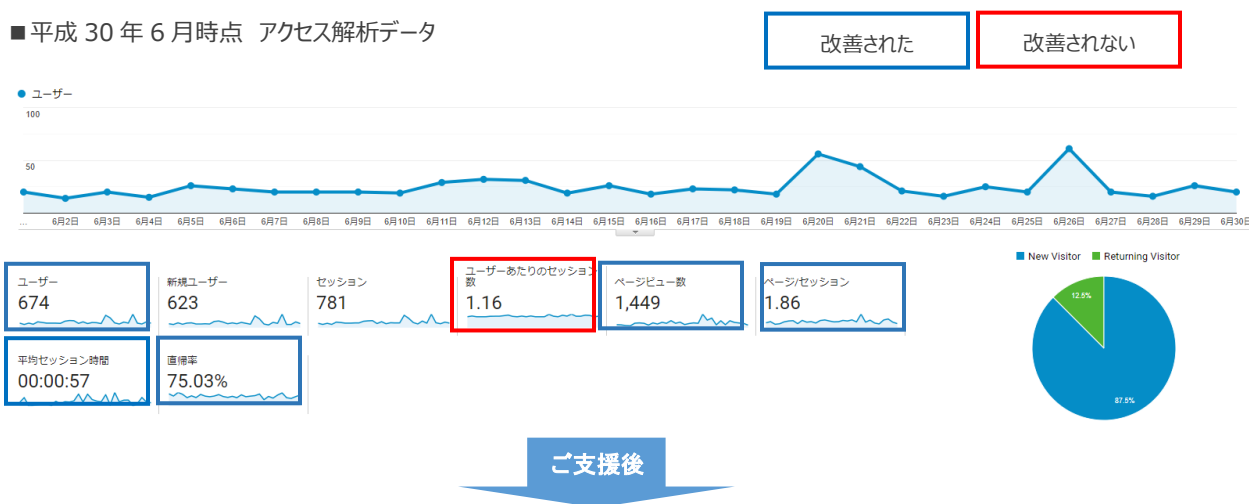 ■平成 30 年 6 月時点 アクセス解析データ
改善された
改善されない
ユーザー
100
50
...
6月2日 6月3日 6月4日 6月5日 6月6日 6月7日 6月8日 6月9日 6月10日 6月11日 6月12日 6月13日 6月14日 6月15日 6月16日 6月17日 6月18日 6月19日 6月20日 6月21日 6月22日 6月23日 6月24日 6月25日 6月26日 6月27日 6月28日 6月29日 6月30日
ユーザー
674
新規ユーザー
623
セッション
781
ユーザーあたりのセッション
数
1.16
ページビュー数
1,449
ページ/セッション
1.86
平均セッション時間
00:00:57
直帰率
75.03%
New Visitor
Returning Visitor
12.5%
87.5%
ご支援後